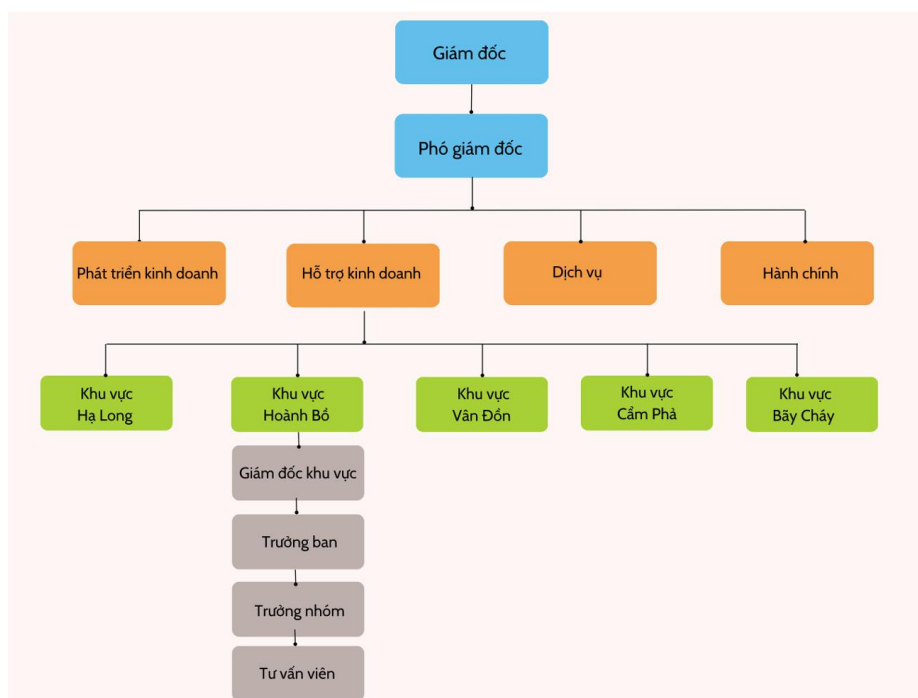 Giám đốc
Phó giám đốc
Phát triển kinh doanh
Hỗ trợ kinh doanh
Dịch vụ
Hành chính
Khu vực
Hạ Long
Khu vực
Hoành Bồ
Khu vực
Vân Đồn
Khu vực
Cẩm Phả
Khu vực
Bãy Cháy
Giám đốc khu vực
Trưởng ban
Trưởng nhóm
Tư vấn viên